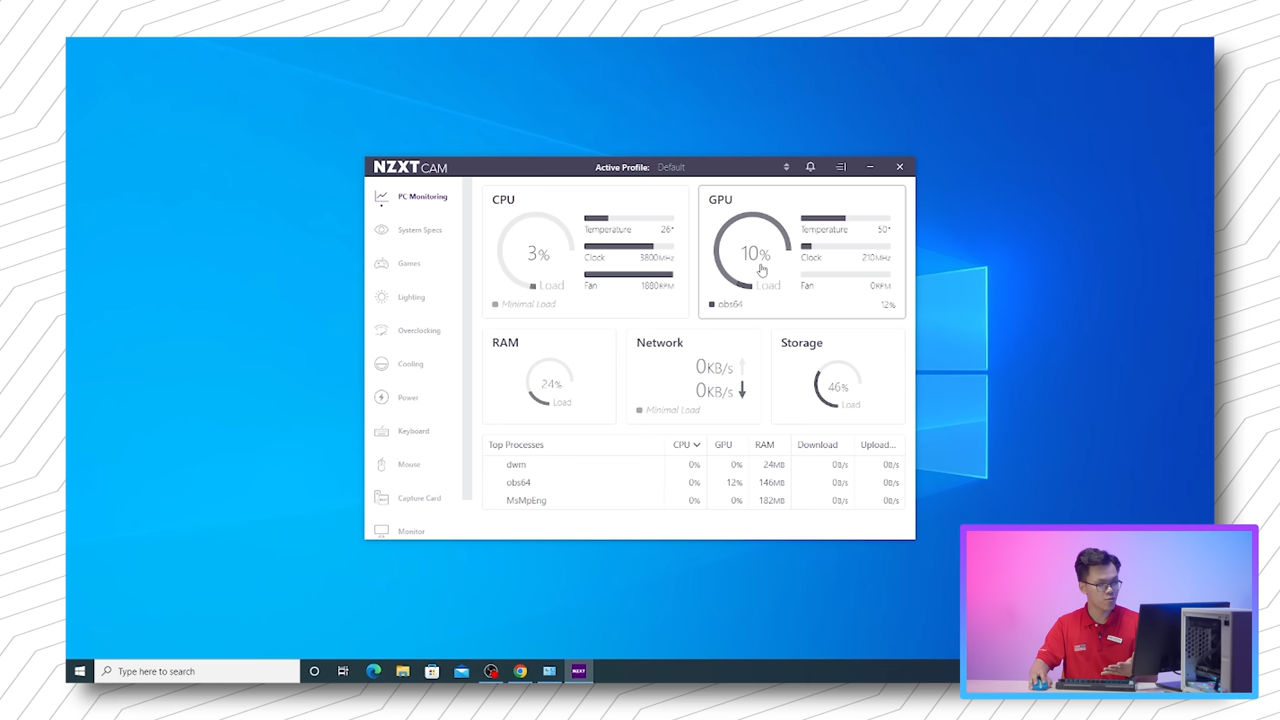 NZXT CAM
Active Profile: Default
PC Monitoring
System Specs
Games
Lighting
Overclocking
Cooling
Power
Keyboard
Mouse
Capture Card
Monitor
CPU
3%
Load
Temperature 26°
Clock 3800MHz
Fan 1880RPM
Minimal Load
GPU
10%
Load
Temperature 50°
Clock 210MHz
Fan 0RPM
obs64 12%
RAM
24%
Load
Network
0KB/s
0KB/s
Minimal Load
Storage
46%
Load
Top Processes CPU GPU RAM Download Upload...
dwm 0% 0% 24MB 0B/s 0B/s
obs64 0% 12% 146MB 0B/s 0B/s
MsMpEng 0% 0% 182MB 0B/s 0B/s
Type here to search
NZXT